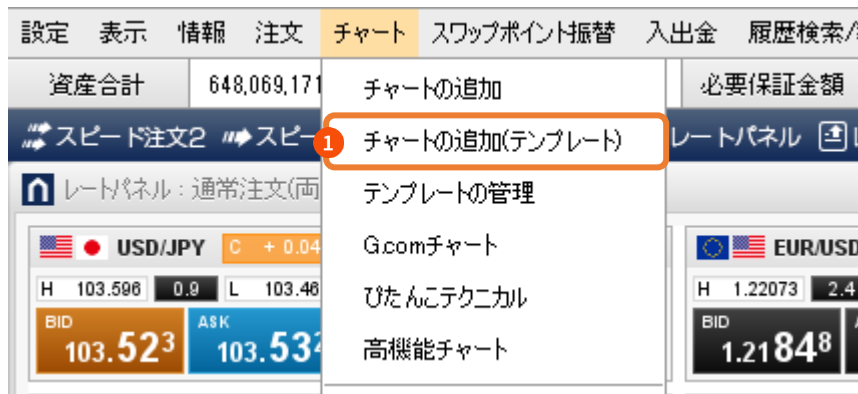 設定 表示 情報 注文 チャート スワップポイント振替 入出金 履歴検索/
資産合計 648,069,171 必要保証金額
チャートの追加
スピード注文2 スピー レートパネル
1 チャートの追加(テンプレート)
レートパネル:通常注文(両
テンプレートの管理
USD/JPY C + 0.04 EUR/USD
G.comチャート
H 103.596 0.9 L 103.46 H 1.22073 2.4
ぴたんこテクニカル
BID 103.523 ASK 103.532 BID 1.21848
高機能チャート